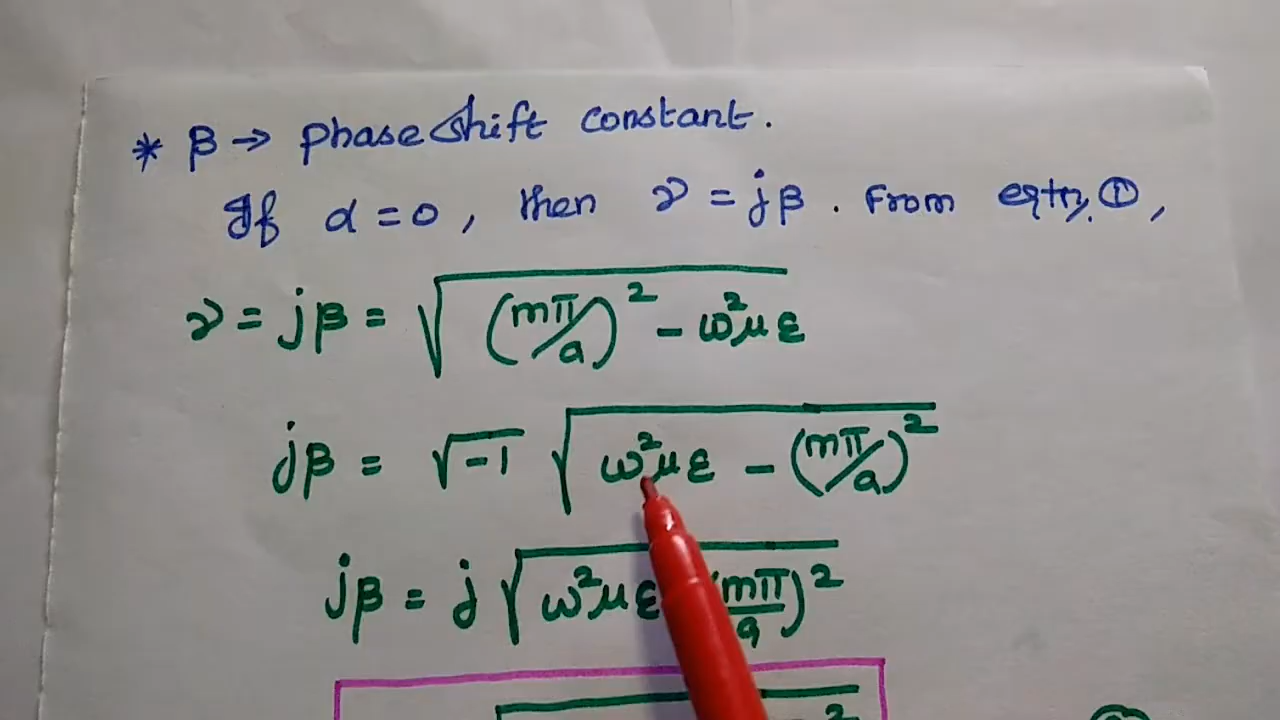 * β → phase shift constant.
If α = 0, then γ = jβ. From eqtn. ①,
γ = jβ = √((mπ/a)² - ω²με
jβ = √-1 √(ω²με - (mπ/a)²
jβ = j √(ω²με (mπ/a)²